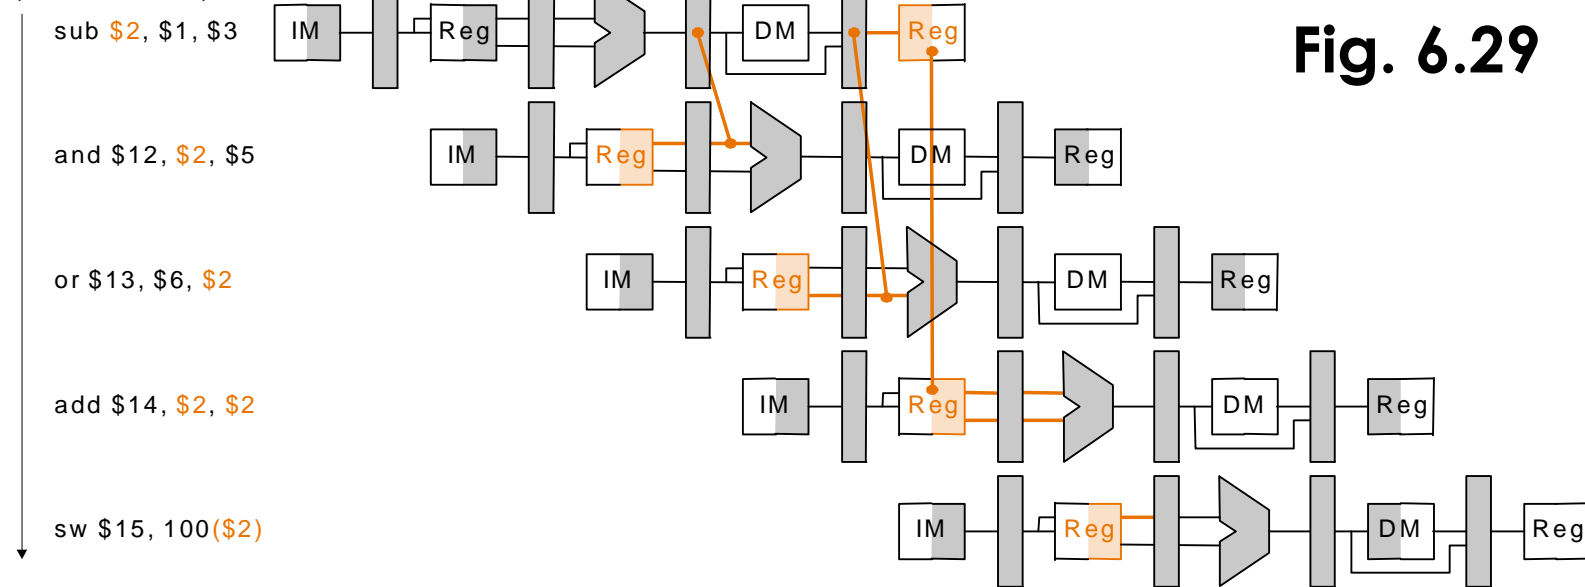 sub $2, $1, $3 IM Reg DM Reg
Fig. 6.29
and $12, $2, $5 IM Reg DM Reg
or $13, $6, $2 IM Reg DM Reg
add $14, $2, $2 IM Reg DM Reg
sw $15, 100($2) IM Reg DM Reg